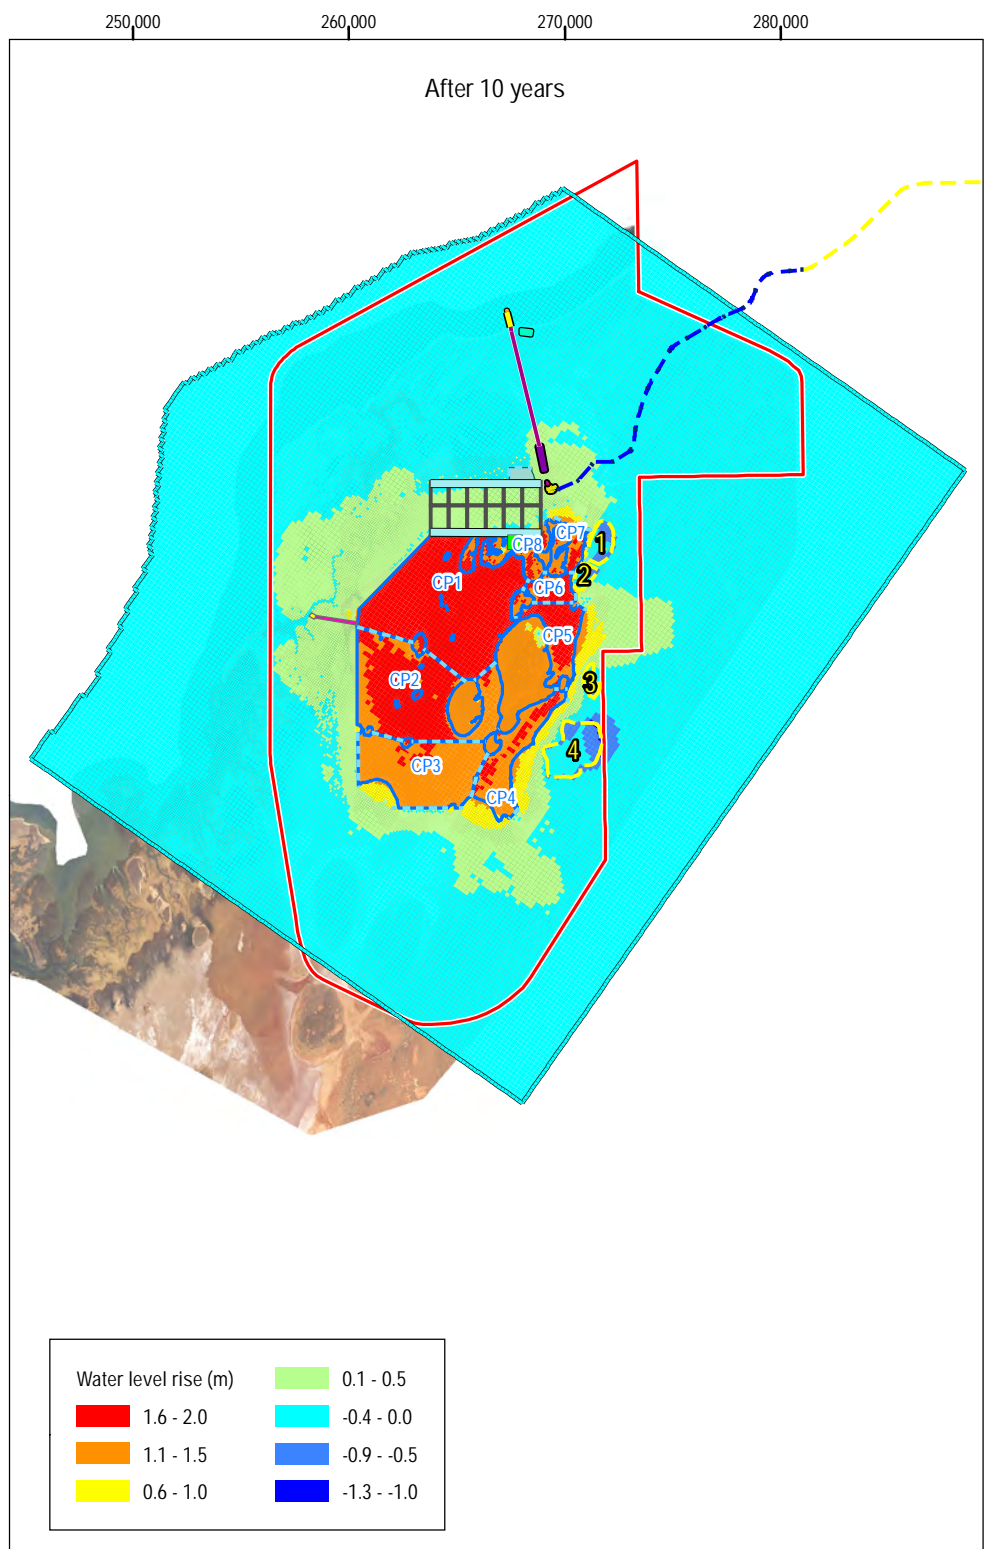 250,000 260,000 270,000 280,000
After 10 years
CP8 CP7 1
CP1 2
CP6
CP5
CP2 3
CP3 4
CP4
Water level rise (m)
1.6 - 2.0
1.1 - 1.5
0.6 - 1.0
0.1 - 0.5
-0.4 - 0.0
-0.9 - -0.5
-1.3 - -1.0